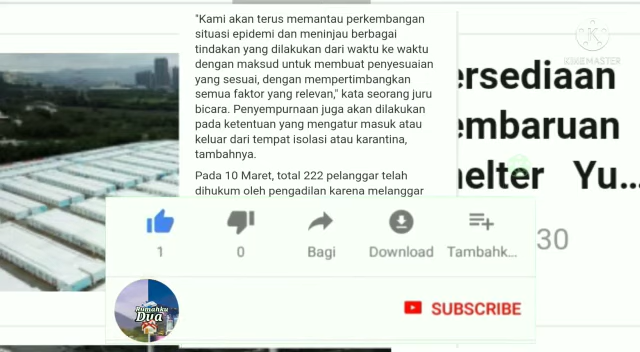 "Kami akan terus memantau perkembangan
situasi epidemi dan meninjau berbagai
tindakan yang dilakukan dari waktu ke waktu
dengan maksud untuk membuat penyesuaian
yang sesuai, dengan mempertimbangkan
semua faktor yang relevan," kata seorang juru
bicara. Penyempurnaan juga akan dilakukan
pada ketentuan yang mengatur masuk atau
keluar dari tempat isolasi atau karantina,
tambahnya.
Pada 10 Maret, total 222 pelanggar telah
dihukum oleh pengadilan karena melanggar
KINEMASTER
ersediaan
embaruan
helter Yu...
30
1
0
Bagi
Download
Tambahk...
Rumahku
Dua
SUBSCRIBE